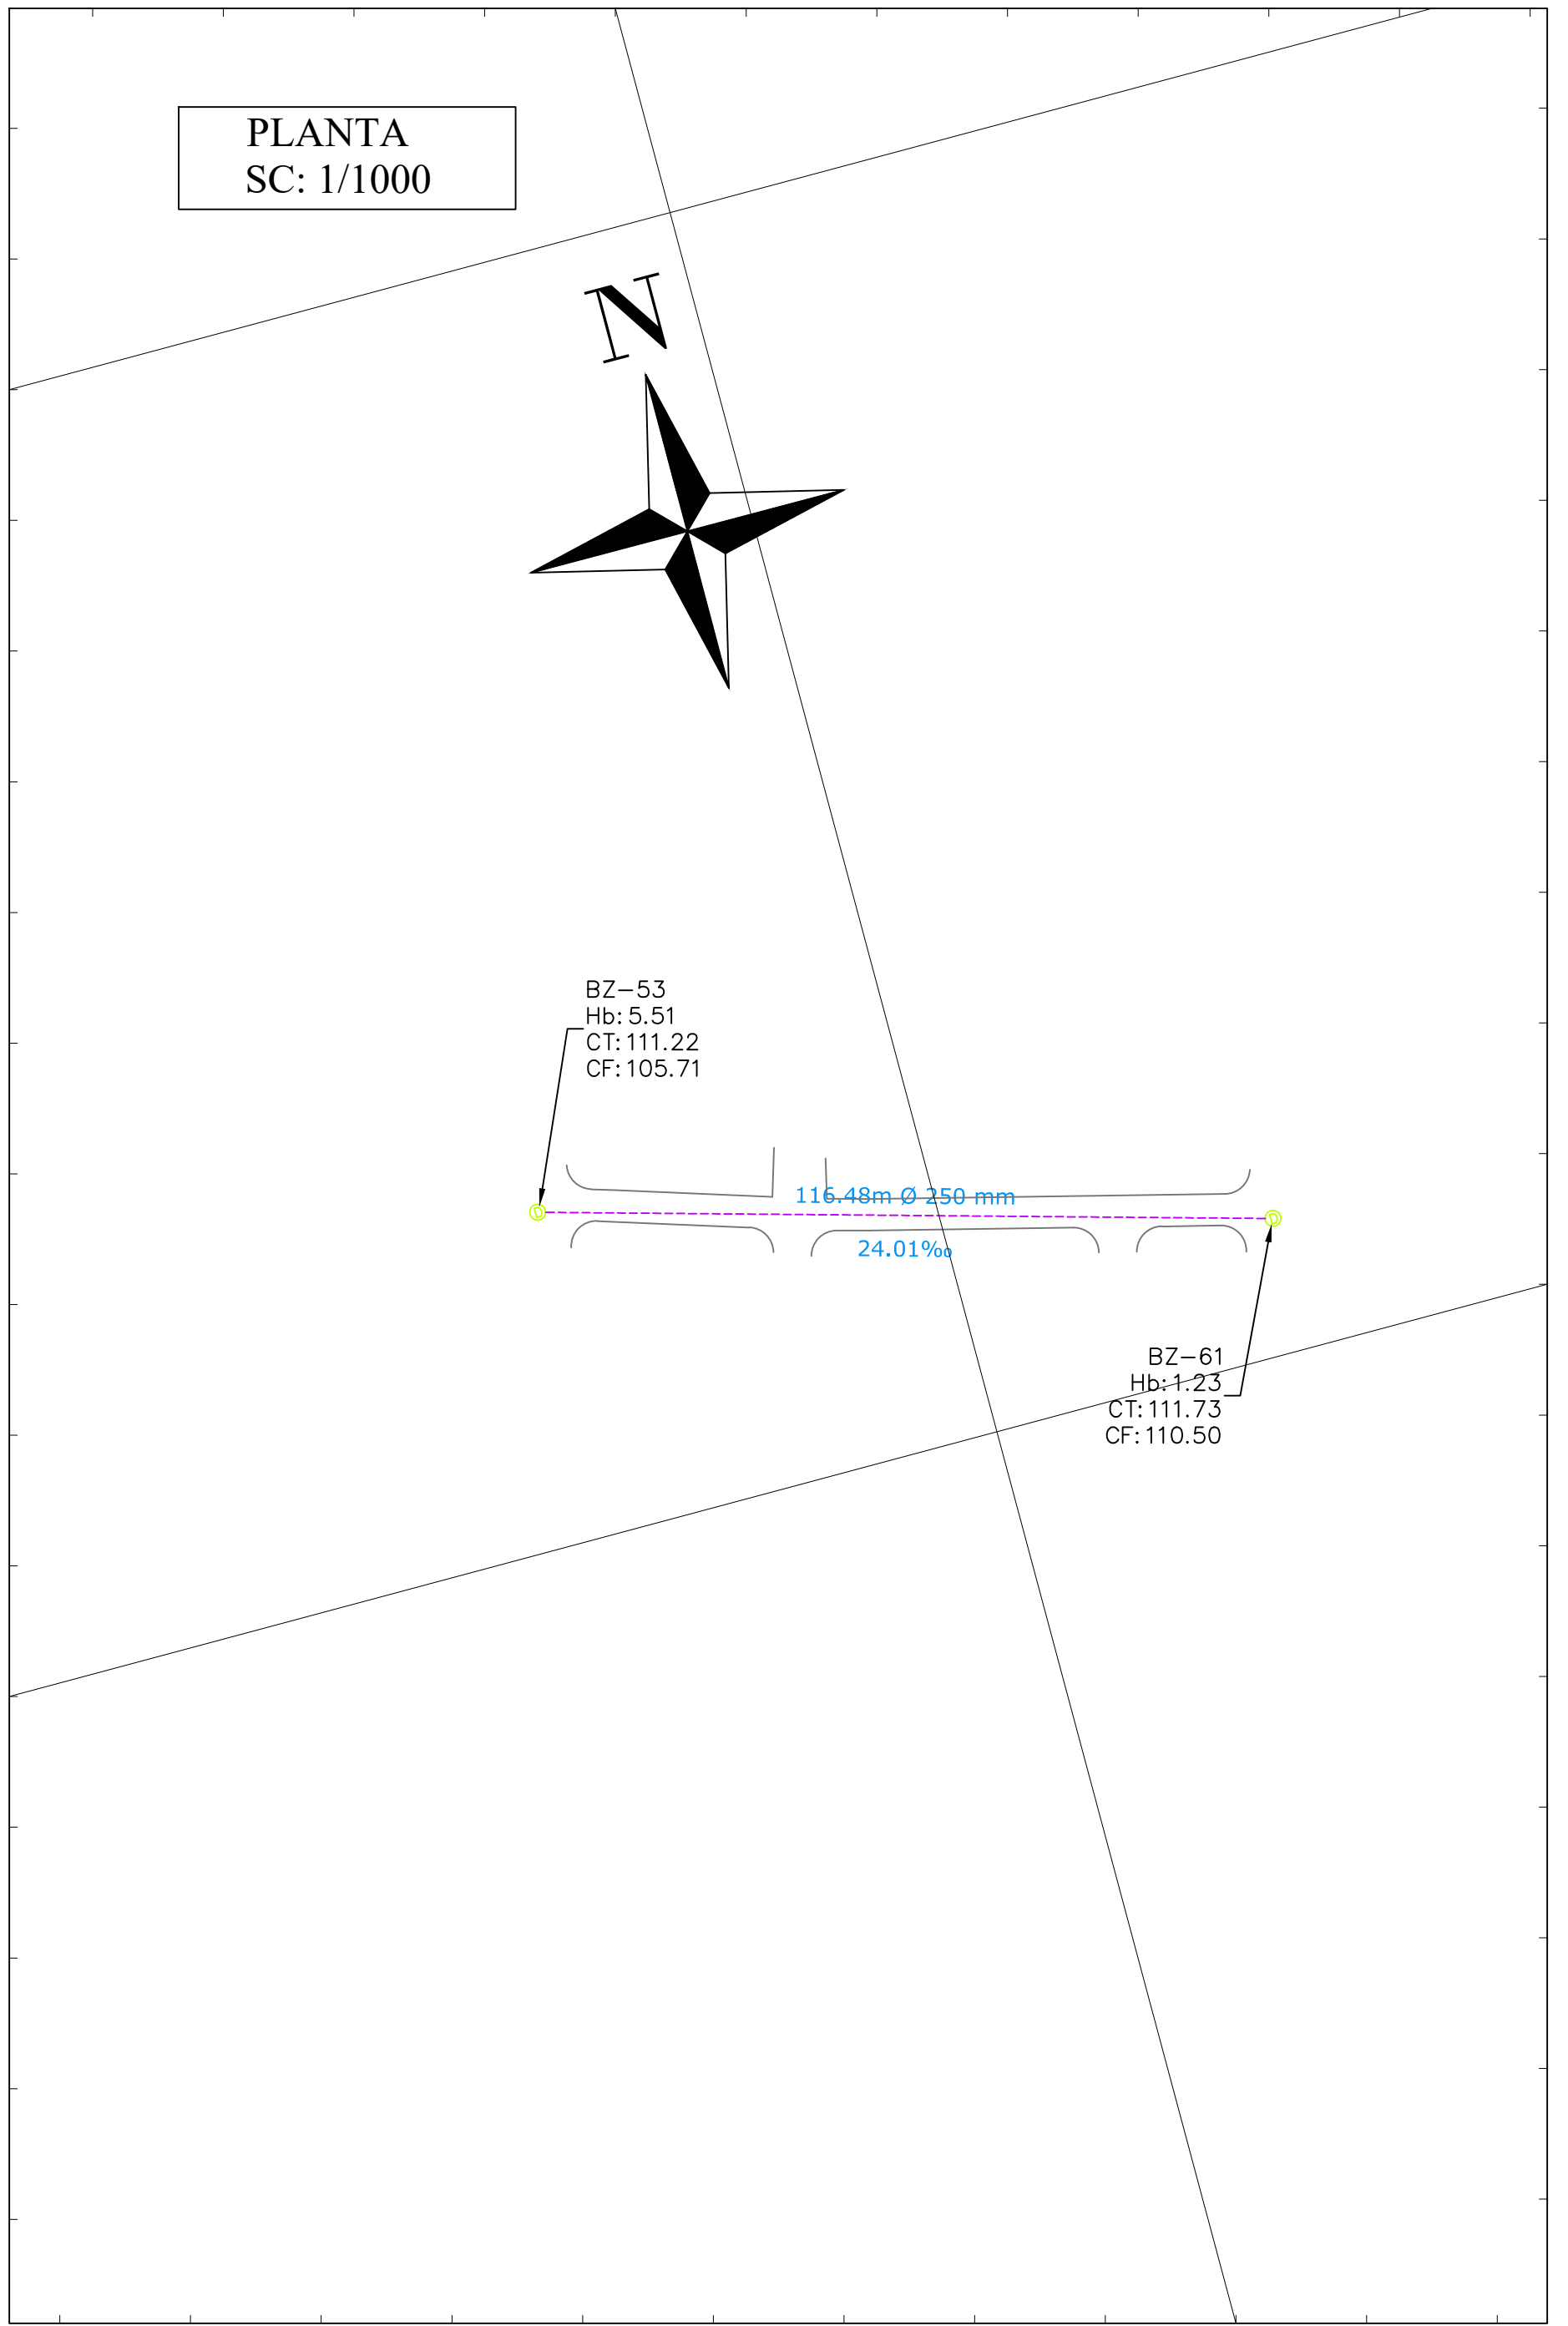 PLANTA
SC: 1/1000
N
BZ-53
Hb: 5.51
CT: 111.22
CF: 105.71
116.48m Ø 250 mm
24.01‰
BZ-61
Hb: 1.23
CT: 111.73
CF: 110.50
D
D